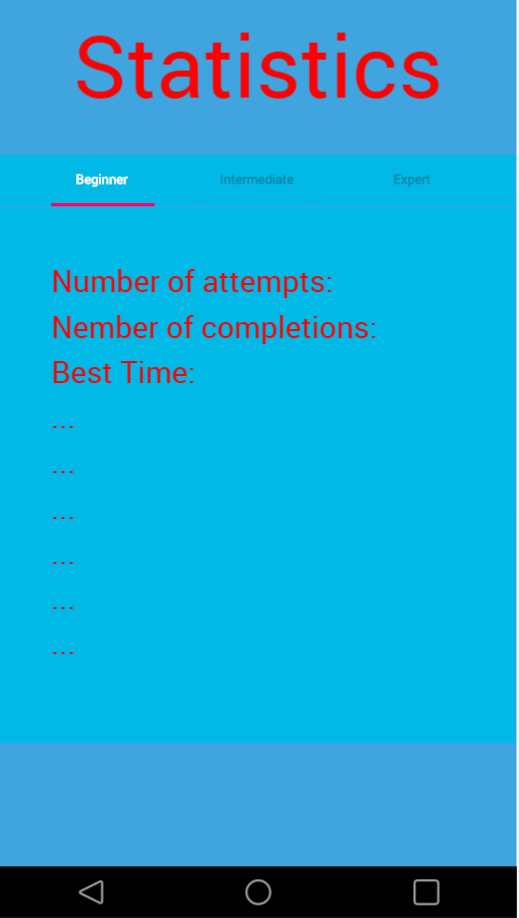 Statistics
Beginner Intermediate Expert
Number of attempts:
Nember of completions:
Best Time:
...
...
...
...
...
...